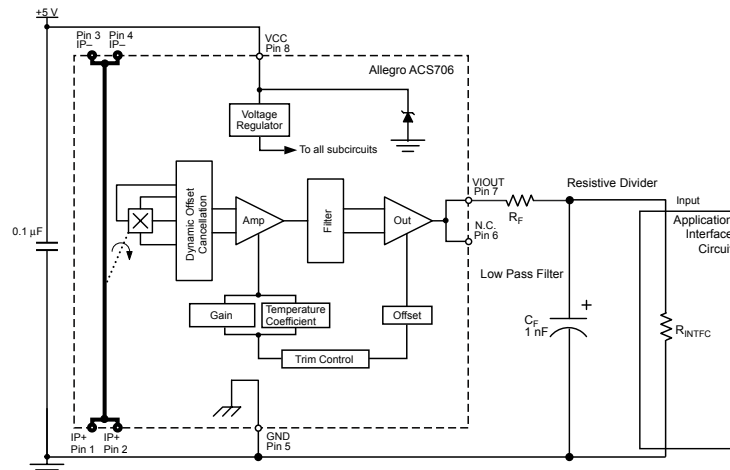 +5 V
Pin 3 Pin 4
IP– IP–
VCC
Pin 8
Allegro ACS706
Voltage
Regulator
To all subcircuits
VIOUT
Pin 7
Resistive Divider
Input
RF
Application
Interface
Circuit
N.C.
Pin 6
0.1 µF
Dynamic Offset
Cancellation
Amp
Filter
Out
Low Pass Filter
Gain
Temperature
Coefficient
Offset
CF
1 nF
+
RINTFC
Trim Control
GND
Pin 5
IP+ IP+
Pin 1 Pin 2